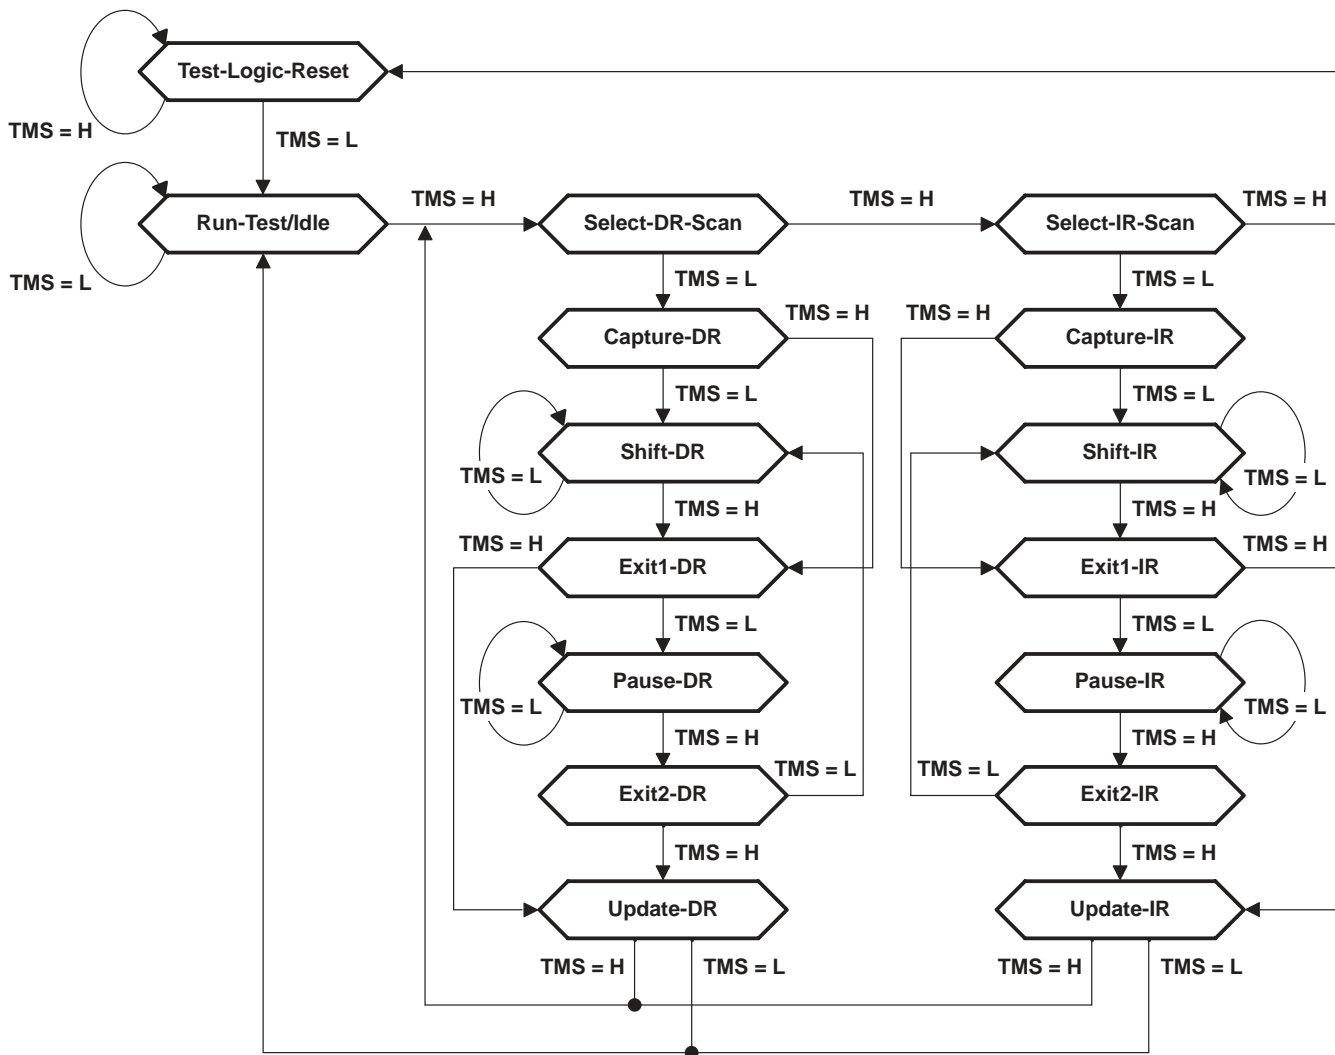 Test-Logic-Reset
TMS = H
TMS = L
TMS = H
TMS = H
TMS = H
Run-Test/Idle
Select-DR-Scan
Select-IR-Scan
TMS = L
TMS = L
TMS = L
TMS = H
TMS = H
Capture-DR
Capture-IR
TMS = L
TMS = L
Shift-DR
Shift-IR
TMS = L
TMS = L
TMS = H
TMS = H
TMS = H
TMS = H
Exit1-DR
Exit1-IR
TMS = L
TMS = L
Pause-DR
Pause-IR
TMS = L
TMS = L
TMS = H
TMS = H
TMS = L
TMS = L
Exit2-DR
Exit2-IR
TMS = H
TMS = H
Update-DR
Update-IR
TMS = H
TMS = L
TMS = H
TMS = L